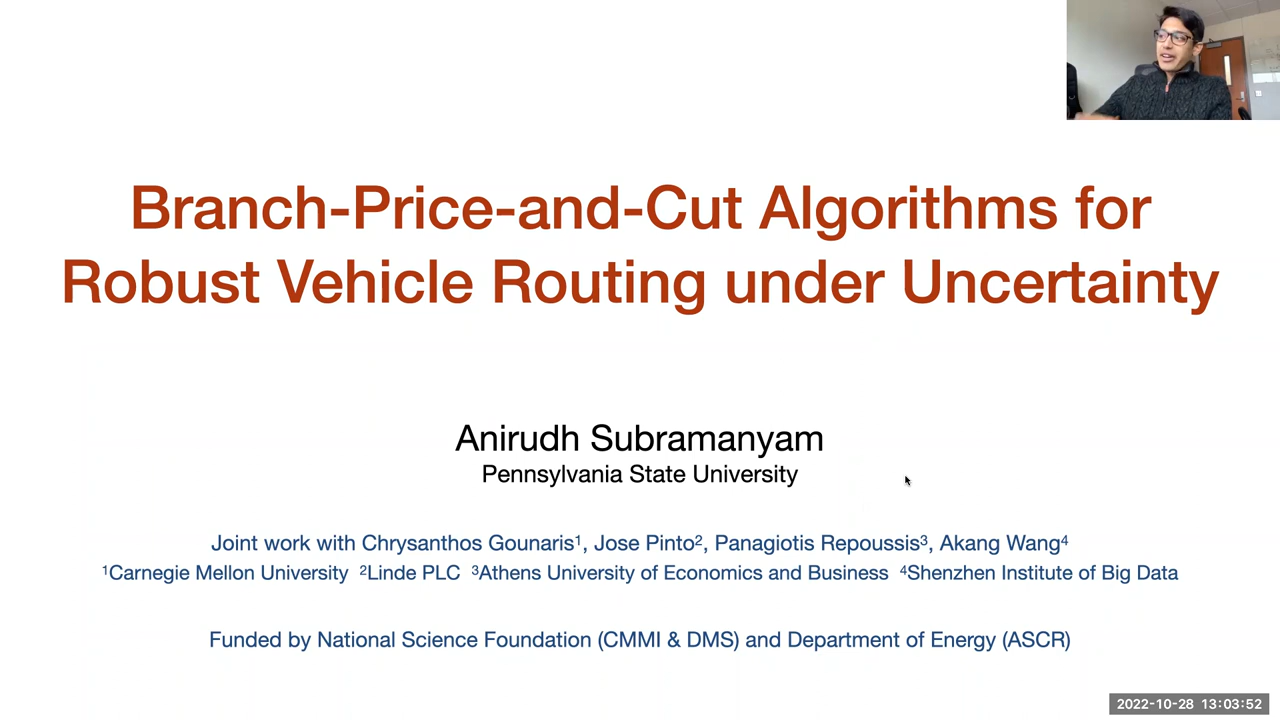 Branch-Price-and-Cut Algorithms for
Robust Vehicle Routing under Uncertainty
Anirudh Subramanyam
Pennsylvania State University
Joint work with Chrysanthos Gounaris¹, Jose Pinto², Panagiotis Repoussis³, Akang Wang⁴
¹Carnegie Mellon University ²Linde PLC ³Athens University of Economics and Business ⁴Shenzhen Institute of Big Data
Funded by National Science Foundation (CMMI & DMS) and Department of Energy (ASCR)
2022-10-28 13:03:52